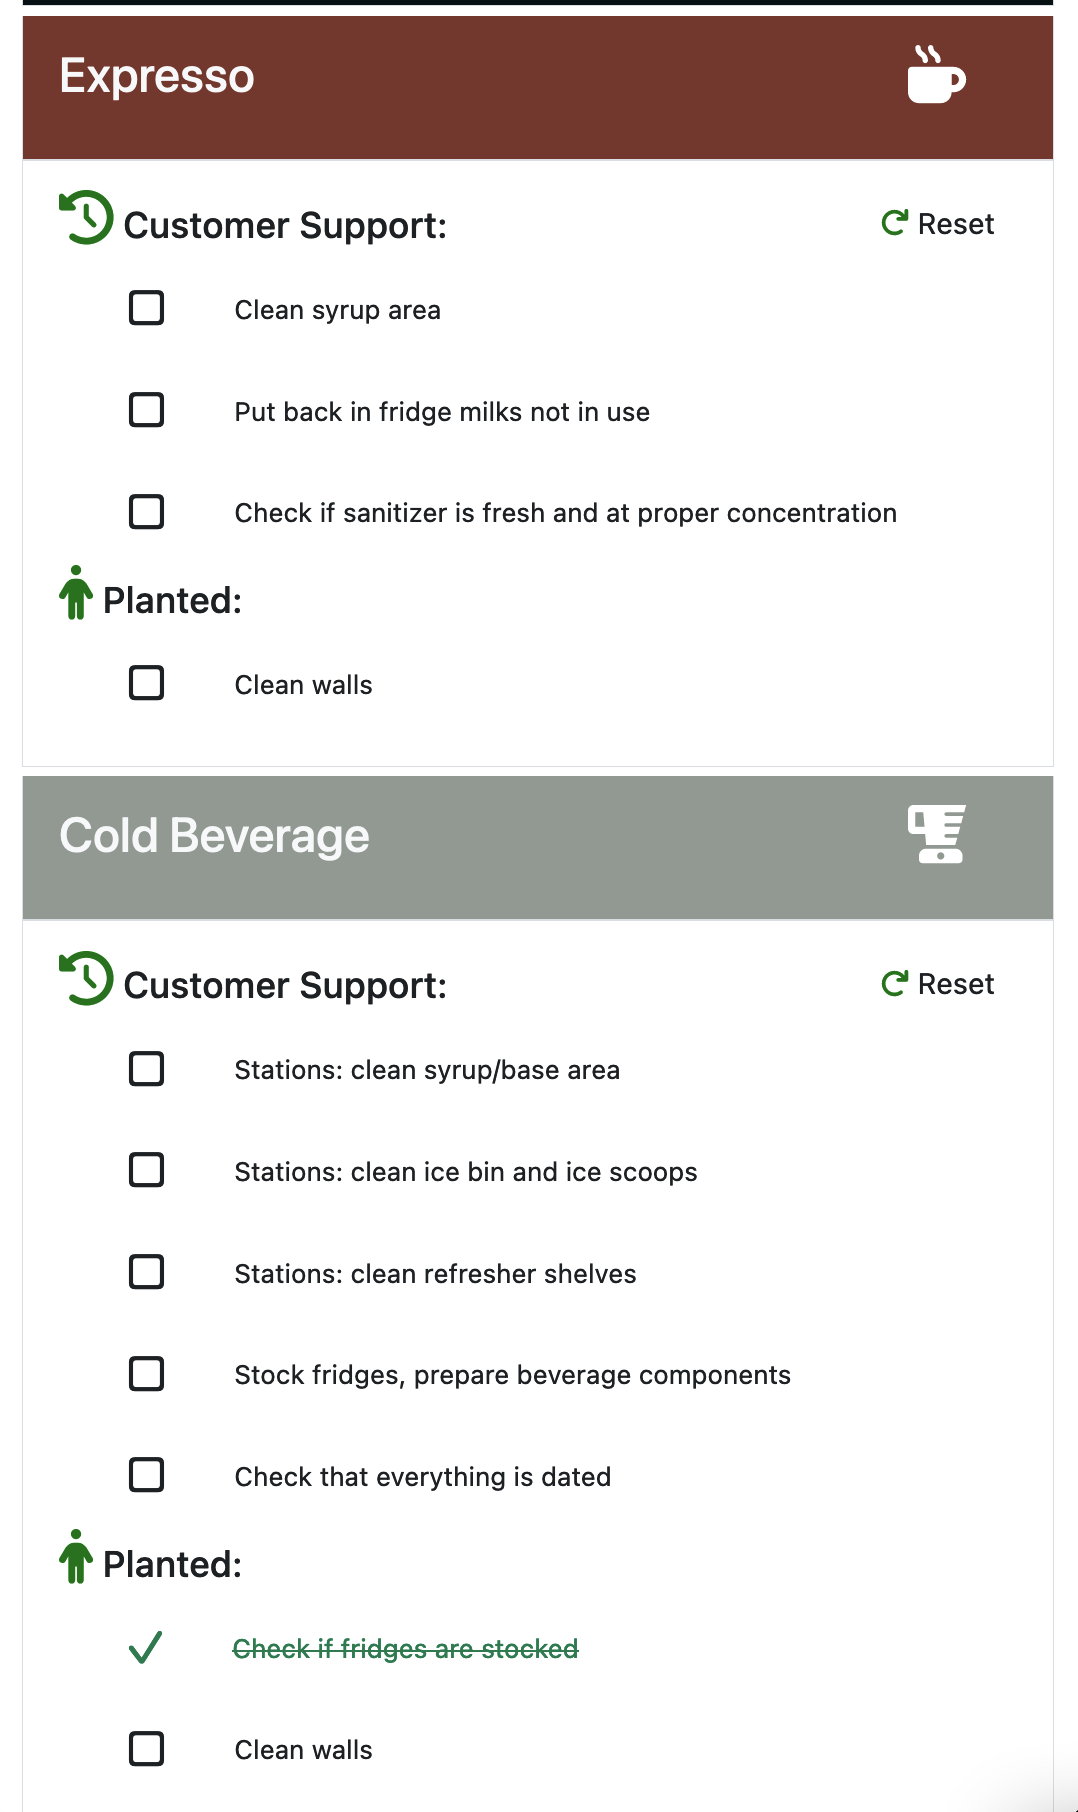 Expresso
Customer Support:
Reset
Clean syrup area
Put back in fridge milks not in use
Check if sanitizer is fresh and at proper concentration
Planted:
Clean walls
Cold Beverage
Customer Support:
Reset
Stations: clean syrup/base area
Stations: clean ice bin and ice scoops
Stations: clean refresher shelves
Stock fridges, prepare beverage components
Check that everything is dated
Planted:
Check if fridges are stocked
Clean walls